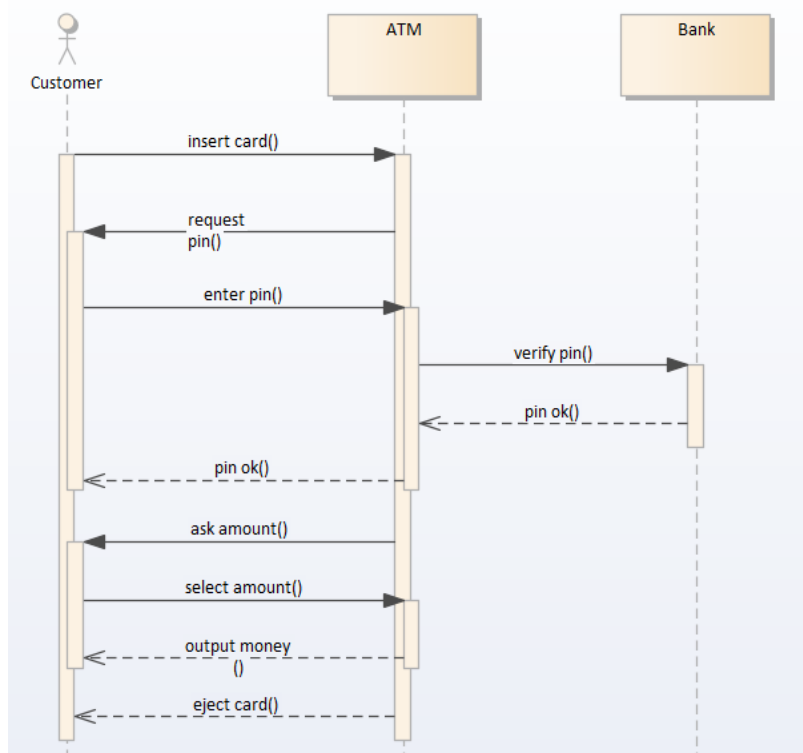 ATM
Bank
Customer
insert card()
request
pin()
enter pin()
verify pin()
pin ok()
pin ok()
ask amount()
select amount()
output money
()
eject card()